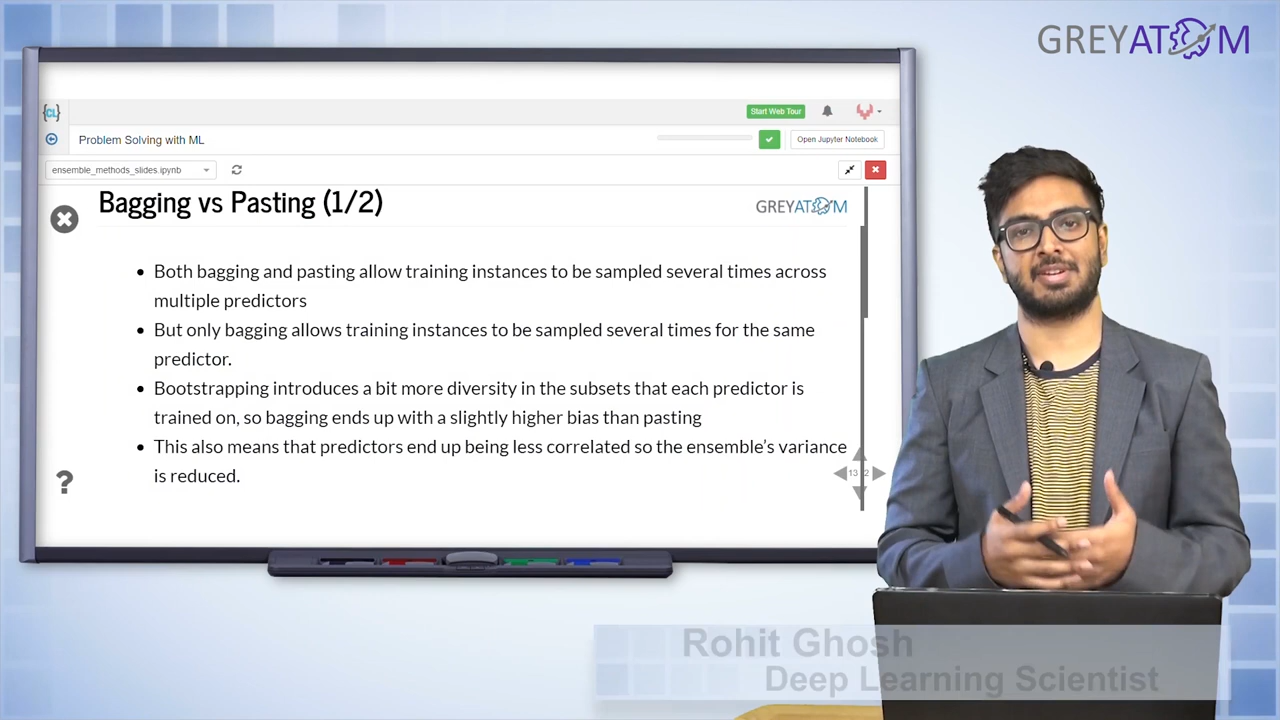 GREYATOM
{CL}
Start Web Tour
Problem Solving with ML
Open Jupyter Notebook
ensemble_methods_slides.ipynb
Bagging vs Pasting (1/2)
GREYATOM
• Both bagging and pasting allow training instances to be sampled several times across
multiple predictors
• But only bagging allows training instances to be sampled several times for the same
predictor.
• Bootstrapping introduces a bit more diversity in the subsets that each predictor is
trained on, so bagging ends up with a slightly higher bias than pasting
• This also means that predictors end up being less correlated so the ensemble’s variance
is reduced.
?
Rohit Ghosh
Deep Learning Scientist